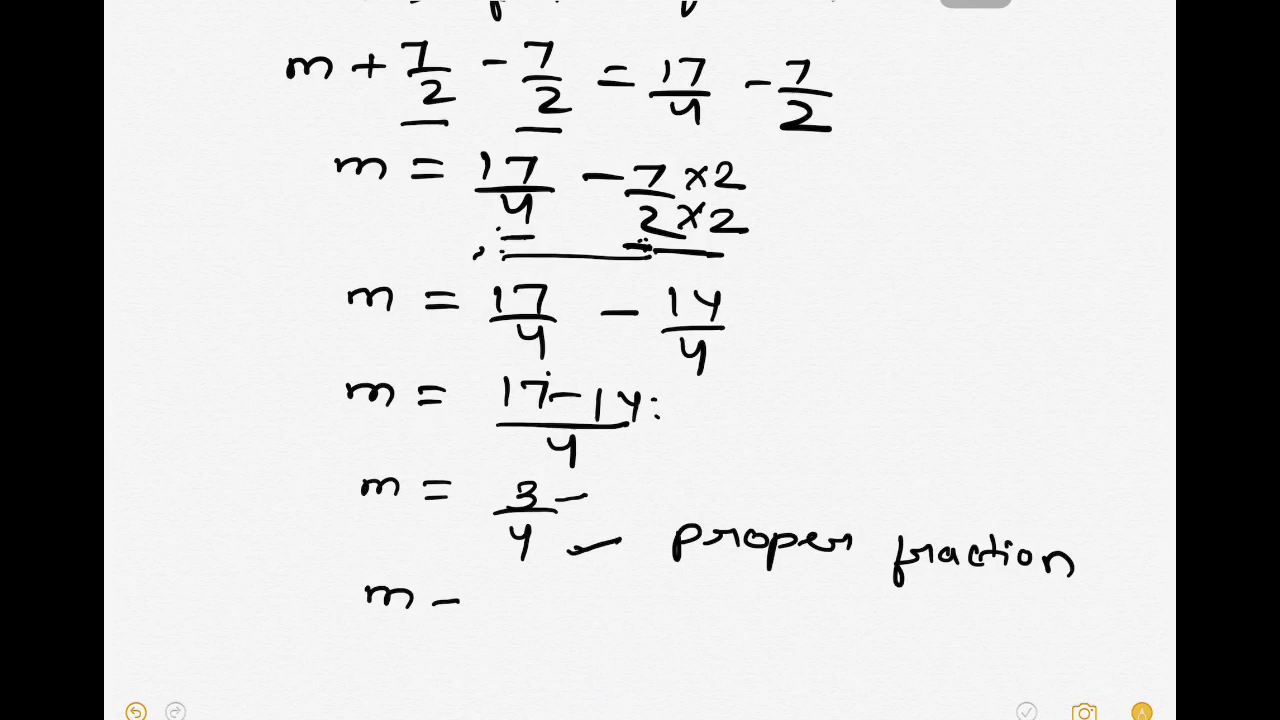 m + 7/2 - 7/2 = 17/4 - 7/2
m = 17/4 - 7×2/2×2
m = 17/4 - 14/4
m = 17-14/4
m = 3/4 proper fraction
m -